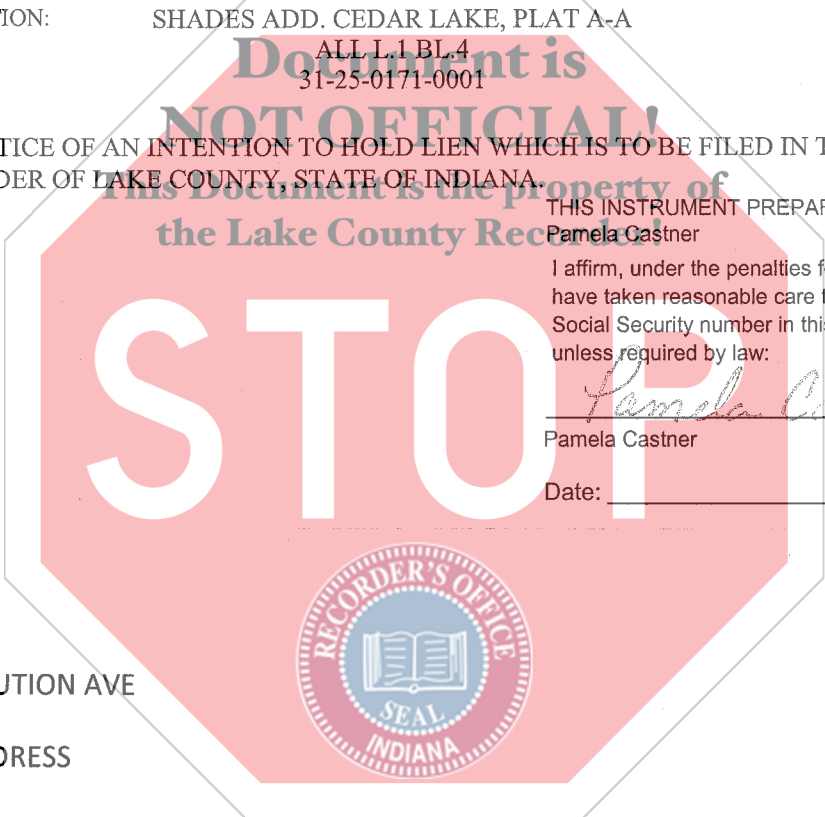 TION: SHADES ADD. CEDAR LAKE, PLAT A-A
Document is
ALL L.1 BL.4
31-25-0171-0001
NOT OFFICIAL!
TICE OF AN INTENTION TO HOLD LIEN WHICH IS TO BE FILED IN T
DER OF LAKE COUNTY, STATE OF INDIANA.
This Document is the property of
the Lake County Recorder!
THIS INSTRUMENT PREPAR
Pamela Castner
I affirm, under the penalties f
have taken reasonable care t
Social Security number in this
unless required by law:
Pamela C
Pamela Castner
Date:
STOP
RECORDER'S OFFICE
SEAL
INDIANA
UTION AVE
DRESS